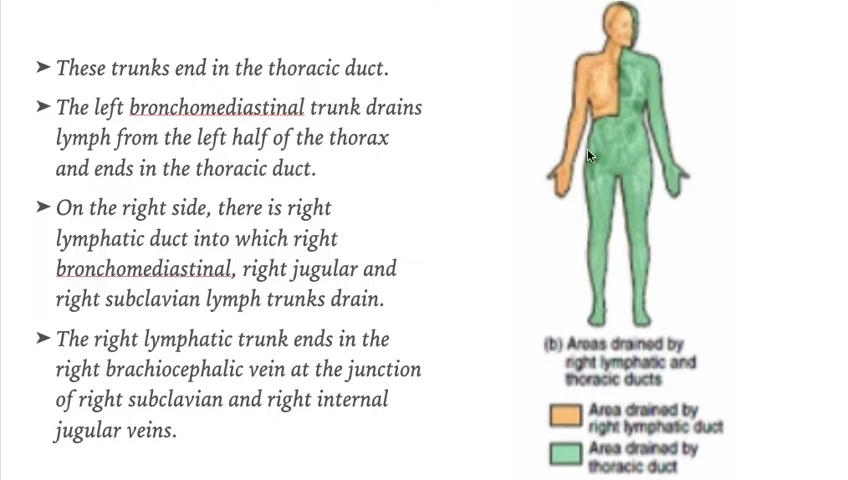 ➤ These trunks end in the thoracic duct.
➤ The left bronchomediastinal trunk drains
lymph from the left half of the thorax
and ends in the thoracic duct.
➤ On the right side, there is right
lymphatic duct into which right
bronchomediastinal, right jugular and
right subclavian lymph trunks drain.
➤ The right lymphatic trunk ends in the
right brachiocephalic vein at the junction
of right subclavian and right internal
jugular veins.
(b) Areas drained by
right lymphatic and
thoracic ducts
Area drained by
right lymphatic duct
Area drained by
thoracic duct